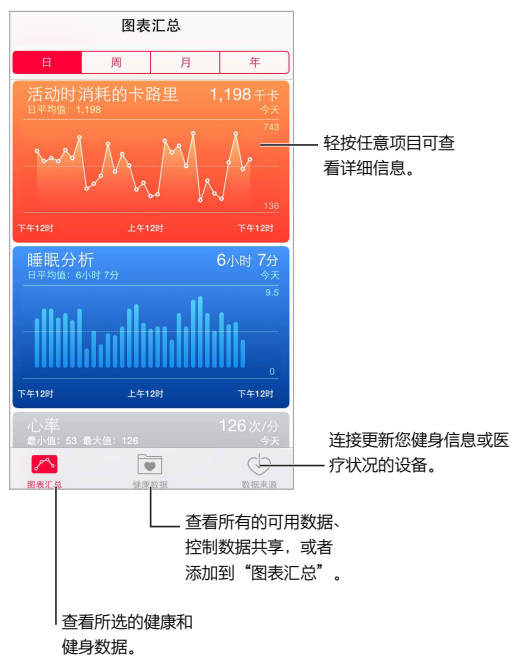 图表汇总
日 周 月 年
活动时消耗的卡路里 1,198千卡
日平均值：1,198 今天
743
轻按任意项目可查
看详细信息。
136
下午12时 上午12时 下午12时
睡眠分析 6小时 7分
日平均值：6小时 7分 今天
9.5
0
下午12时 上午12时 下午12时
心率 126次/分
最小值：53 最大值：126 今天
连接更新您健身信息或医
疗状况的设备。
图表汇总 健康数据 数据来源
查看所有的可用数据、
控制数据共享，或者
添加到“图表汇总”。
查看所选的健康和
健身数据。